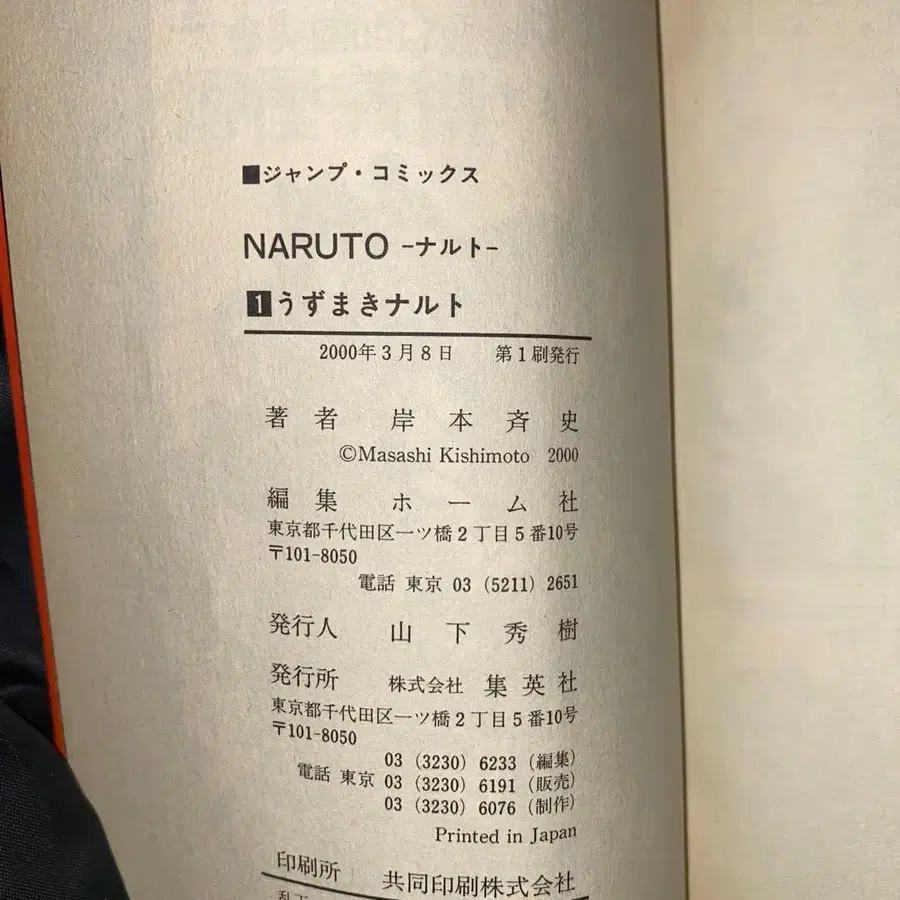 ■ジャンプ・コミックス
NARUTO -ナルト-
1 うずまきナルト
2000年3月8日 第1刷発行
著者 岸本斉史
©Masashi Kishimoto 2000
編集 ホーム社
東京都千代田区一ツ橋2丁目5番10号
〒101-8050
電話 東京 03 (5211) 2651
発行人 山下秀樹
発行所 株式会社 集英社
東京都千代田区一ツ橋2丁目5番10号
〒101-8050
03 (3230) 6233 (編集)
電話 東京 03 (3230) 6191 (販売)
03 (3230) 6076 (制作)
Printed in Japan
印刷所 共同印刷株式会社